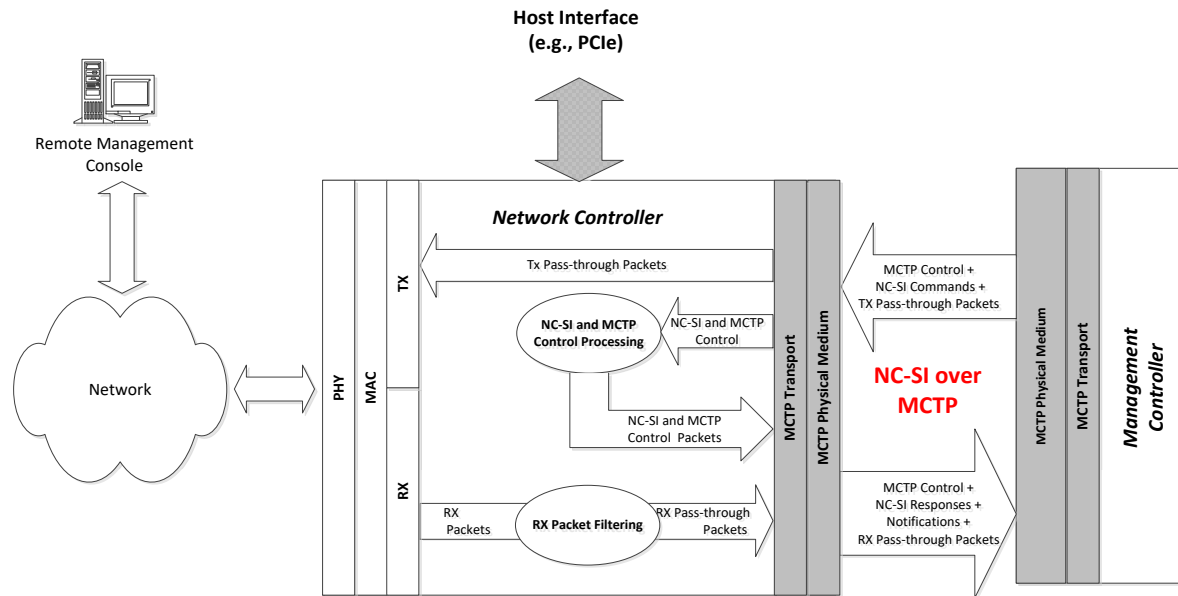 Host Interface
(e.g., PCIe)
Remote Management
Console
Network
PHY
MAC
TX
RX
Network Controller
Tx Pass-through Packets
NC-SI and MCTP
Control Processing
NC-SI and MCTP
Control
NC-SI and MCTP
Control Packets
RX
Packets
RX Packet Filtering
RX Pass-through
Packets
MCTP Transport
MCTP Physical Medium
MCTP Control +
NC-SI Commands +
TX Pass-through Packets
NC-SI over
MCTP
MCTP Control +
NC-SI Responses +
Notifications +
RX Pass-through Packets
MCTP Physical Medium
MCTP Transport
Management
Controller